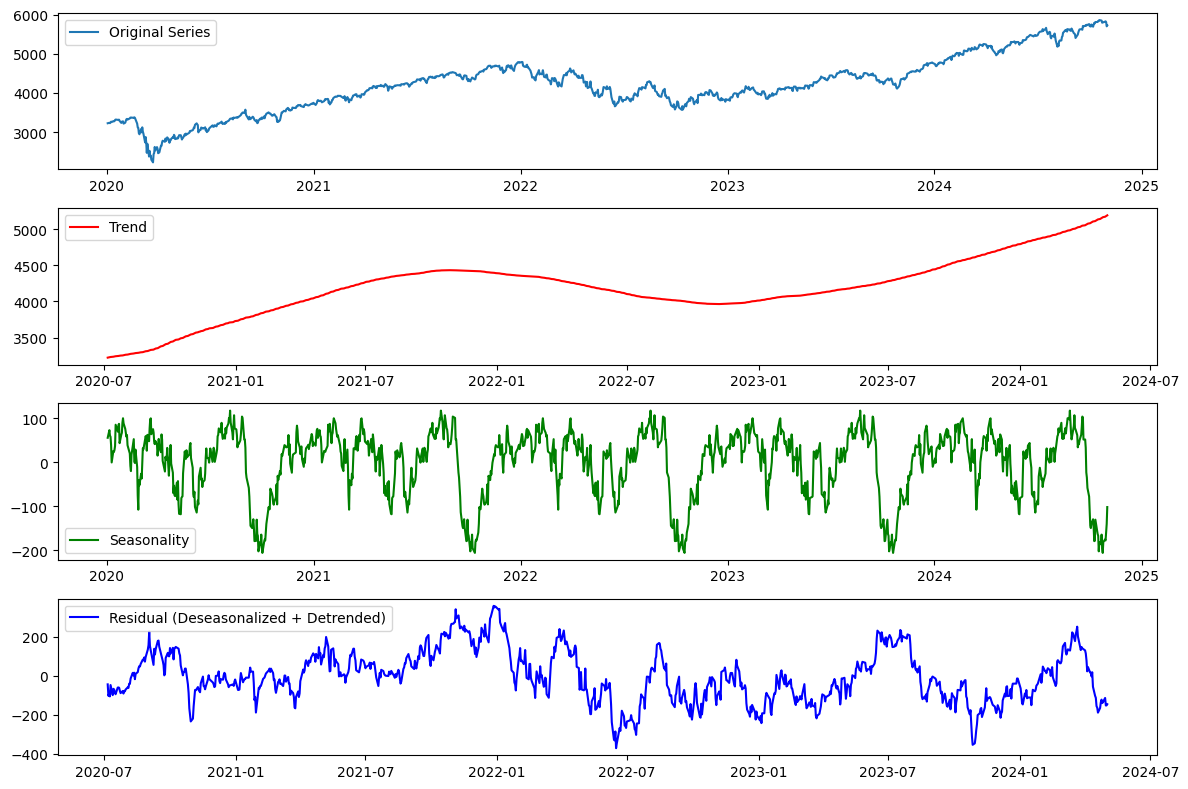 Original Series
6000
5000
4000
3000
2020 2021 2022 2023 2024 2025
Trend
5000
4500
4000
3500
2020-07 2021-01 2021-07 2022-01 2022-07 2023-01 2023-07 2024-01 2024-07
100
0
−100
−200
Seasonality
2020 2021 2022 2023 2024 2025
Residual (Deseasonalized + Detrended)
200
0
−200
−400
2020-07 2021-01 2021-07 2022-01 2022-07 2023-01 2023-07 2024-01 2024-07